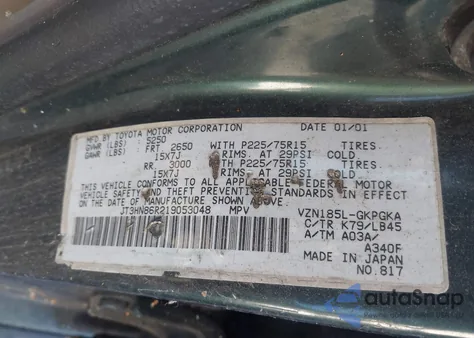 MFD. BY TOYOTA MOTOR CORPORATION DATE 01/01
GVWR (LBS) 5250
GAWR (LBS) FRT 2650 WITH P225/75R15 TIRES.
15X7J RIMS. AT 29PSI COLD
RR 3000 WITH P225/75R15 TIRES.
15X7J RIMS. AT 29PSI COLD.
THIS VEHICLE CONFORMS TO ALL APPLICABLE FEDERAL MOTOR
VEHICLE SAFETY AND THEFT PREVENTION STANDARDS IN EFFECT
ON THE DATE OF MANUFACTURE SHOWN ABOVE.
JT3HN86R219053048 MPV VZN185L-GKPGKA
C/TR K79/LB45
A/TM A03A/
A340F
MADE IN JAPAN
NO.817
autoSnap